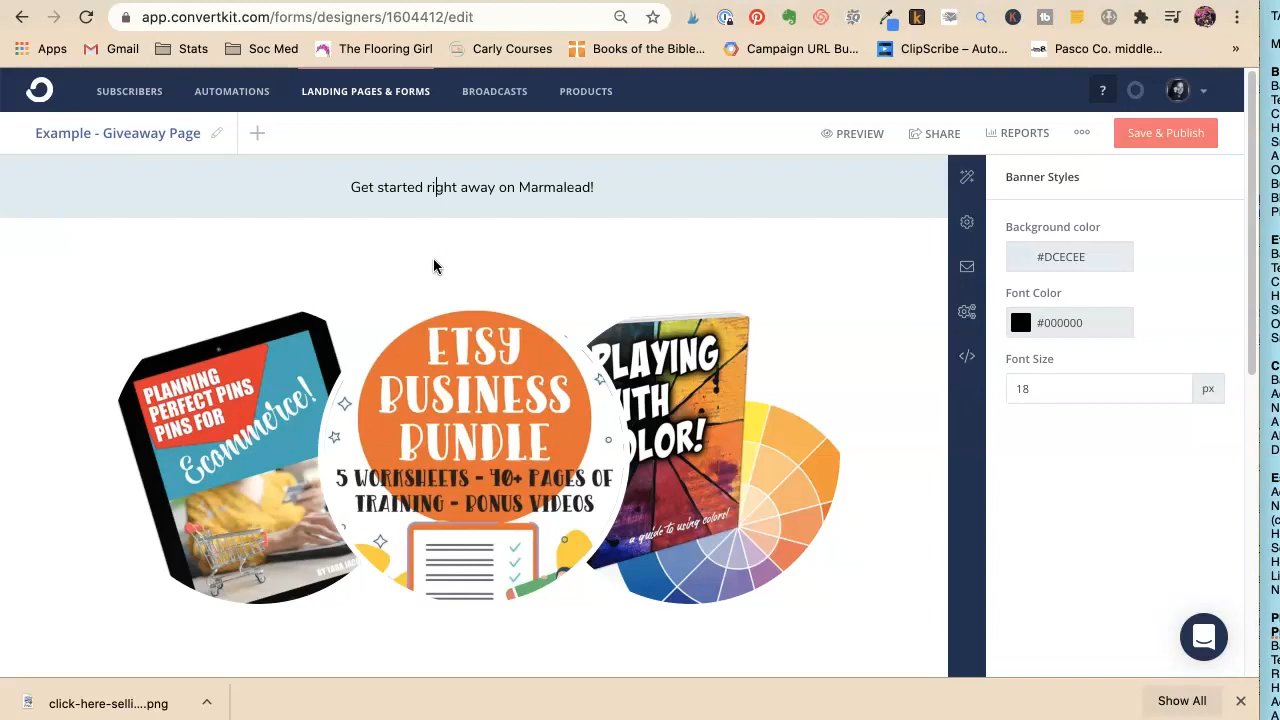 app.convertkit.com/forms/designers/1604412/edit
Apps
Gmail
Stats
Soc Med
The Flooring Girl
Carly Courses
Books of the Bible...
Campaign URL Bu...
ClipScribe – Auto...
Pasco Co. middle...
»
SUBSCRIBERS
AUTOMATIONS
LANDING PAGES & FORMS
BROADCASTS
PRODUCTS
?
Example - Giveaway Page
PREVIEW
SHARE
REPORTS
Save & Publish
Get started right away on Marmalead!
Banner Styles
Background color
#DCECEE
Font Color
#000000
Font Size
18
px
PLANNING
PERFECT PINS
PINS FOR
Ecommerce!
ETSY
BUSINESS
BUNDLE
5 WORKSHEETS - 40+ PAGES OF
TRAINING - BONUS VIDEOS
PLAYING
WITH
COLOR!
a guide to using colors!
click-here-selli....png
Show All